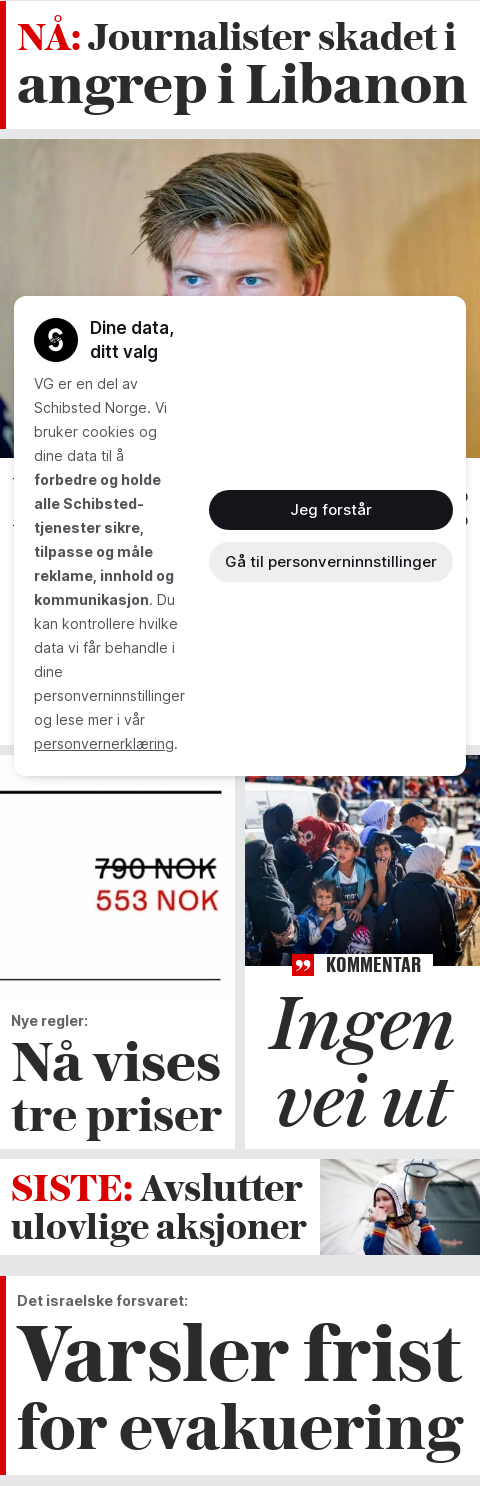 NÅ: Journalister skadet i
angrep i Libanon
Dine data,
ditt valg
VG er en del av
Schibsted Norge. Vi
bruker cookies og
dine data til å
forbedre og holde
alle Schibsted-
tjenester sikre,
tilpasse og måle
reklame, innhold og
kommunikasjon. Du
kan kontrollere hvilke
data vi får behandle i
dine
personverninnstillinger
og lese mer i vår
personvernerklæring.
Jeg forstår
Gå til personverninnstillinger
790 NOK
553 NOK
Nye regler:
Nå vises
tre priser
KOMMENTAR
Ingen
vei ut
SISTE: Avslutter
ulovlige aksjoner
Det israelske forsvaret:
Varsler frist
for evakuering